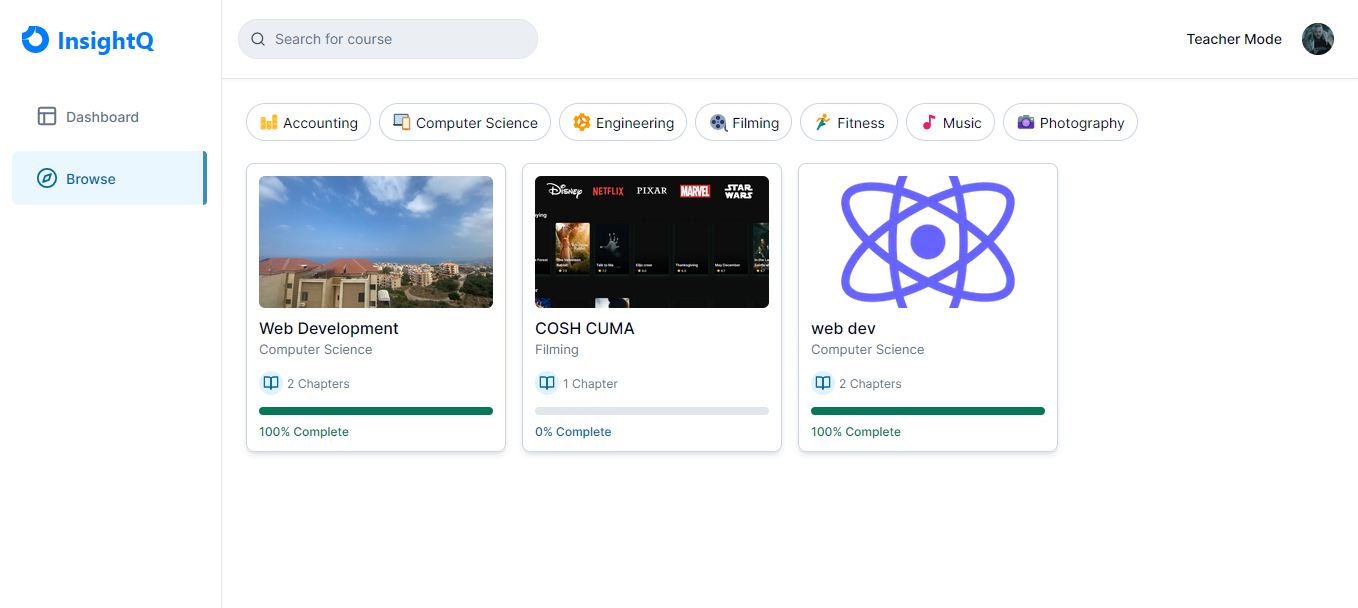 InsightQ
Search for course
Teacher Mode
Dashboard
Browse
Accounting
Computer Science
Engineering
Filming
Fitness
Music
Photography
Disney NETFLIX PIXAR MARVEL STAR WARS
Web Development
Computer Science
2 Chapters
100% Complete
COSH CUMA
Filming
1 Chapter
0% Complete
web dev
Computer Science
2 Chapters
100% Complete